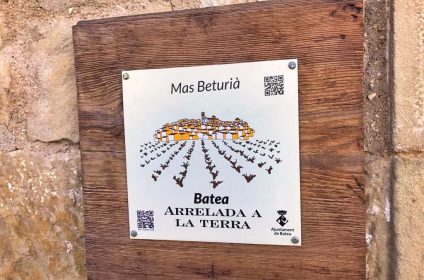 Mas Beturià
Batea
ARRELADA A
LA TERRA
Ajuntament
de Batea